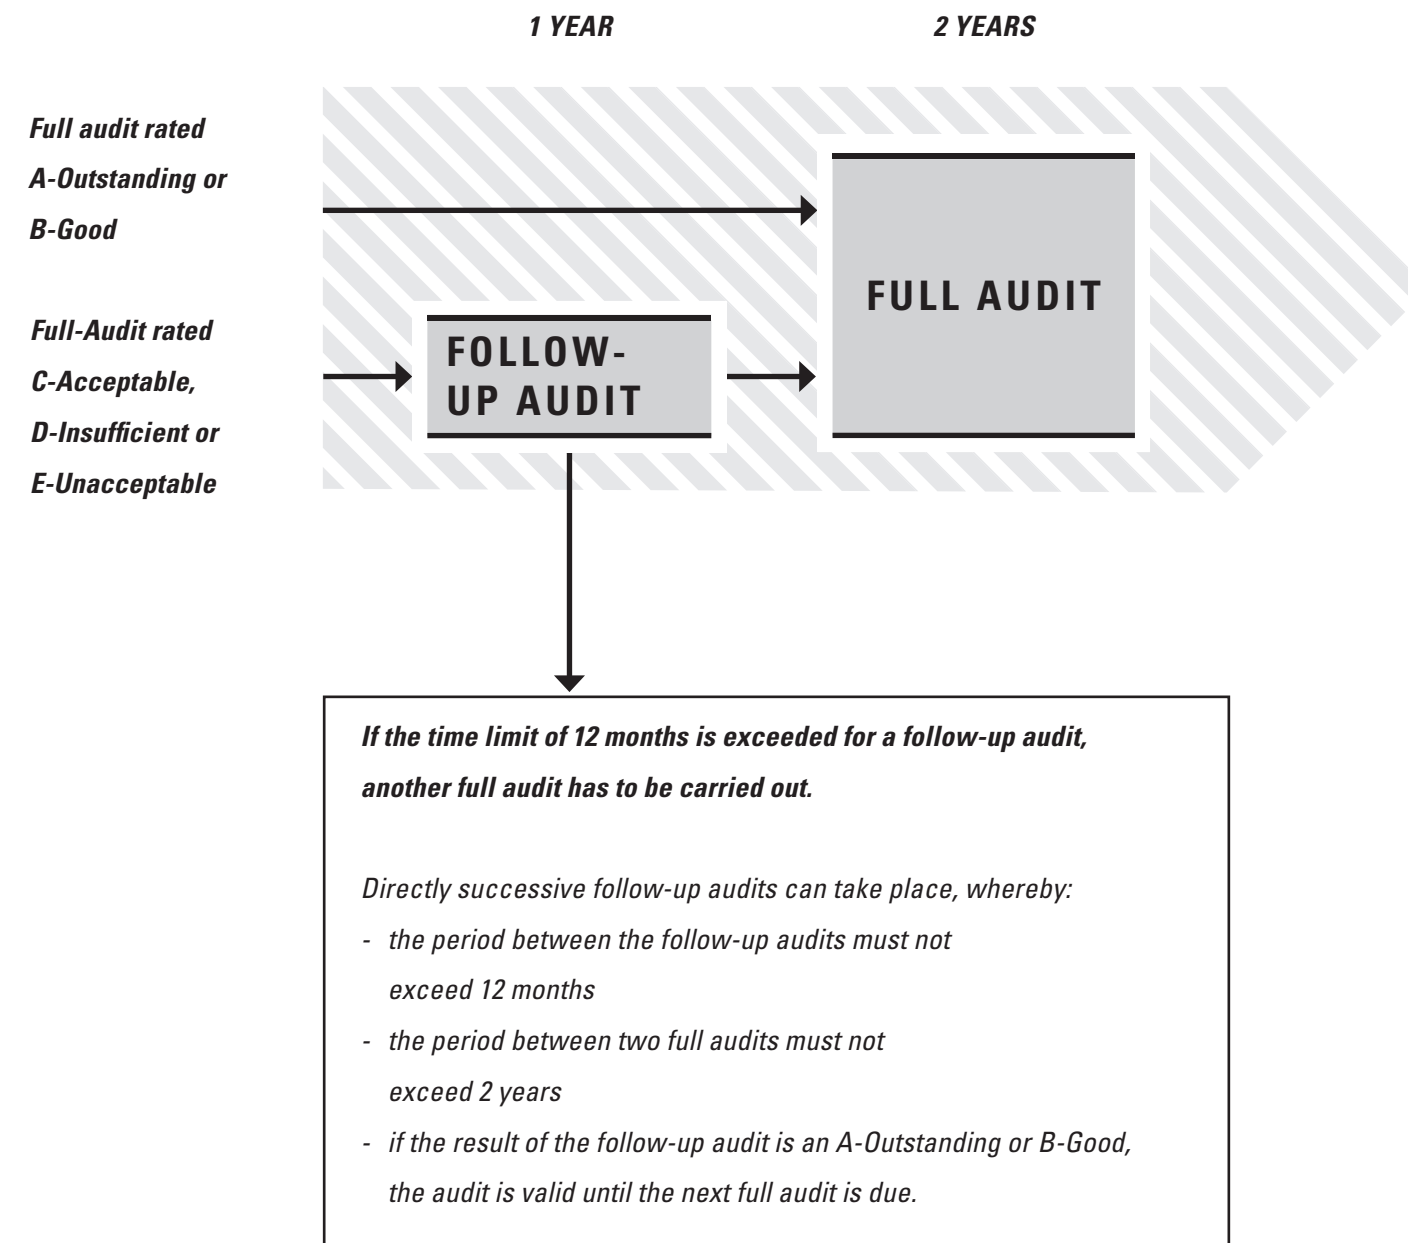 1 YEAR
2 YEARS
Full audit rated
A-Outstanding or
B-Good
FULL AUDIT
Full-Audit rated
C-Acceptable,
D-Insufficient or
E-Unacceptable
FOLLOW-
UP AUDIT
If the time limit of 12 months is exceeded for a follow-up audit,
another full audit has to be carried out.
Directly successive follow-up audits can take place, whereby:
- the period between the follow-up audits must not
exceed 12 months
- the period between two full audits must not
exceed 2 years
- if the result of the follow-up audit is an A-Outstanding or B-Good,
the audit is valid until the next full audit is due.